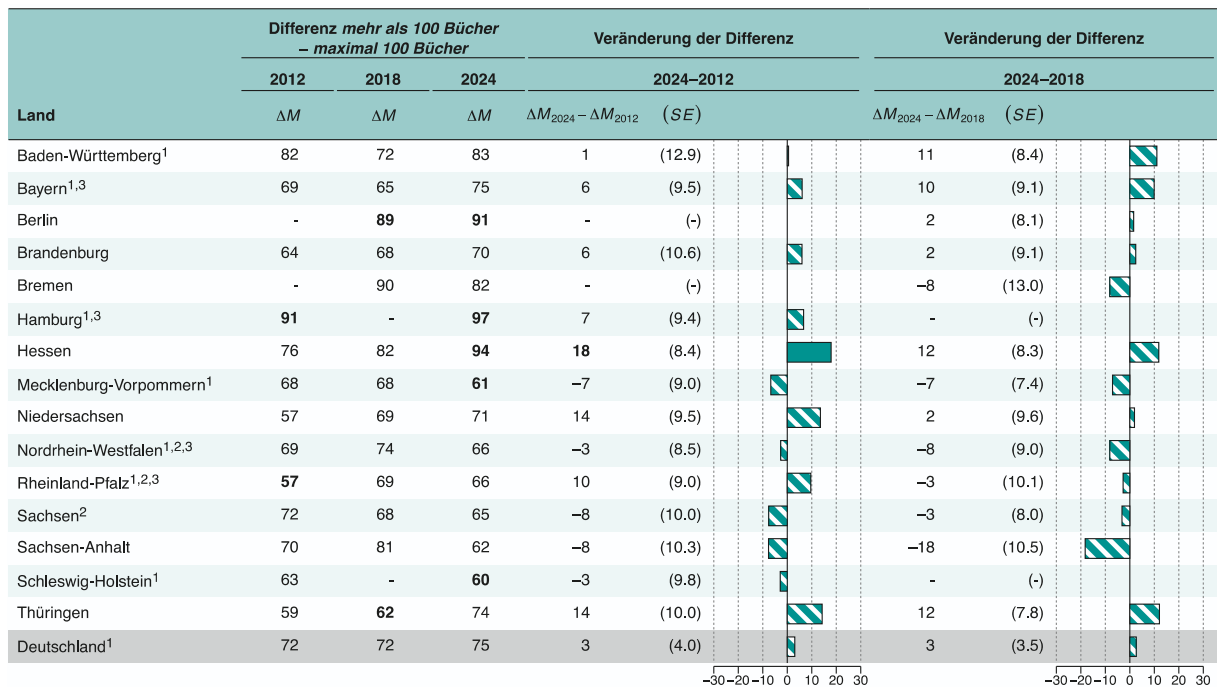 Differenz mehr als 100 Bücher – maximal 100 Bücher Veränderung der Differenz Veränderung der Differenz
2012 2018 2024 2024–2012 2024–2018
Land ΔM ΔM ΔM ΔM2024 – ΔM2012 (SE) ΔM2024 – ΔM2018 (SE)
Baden-Württemberg1 82 72 83 1 (12.9) 11 (8.4)
Bayern1,3 69 65 75 6 (9.5) 10 (9.1)
Berlin - 89 91 - (-) 2 (8.1)
Brandenburg 64 68 70 6 (10.6) 2 (9.1)
Bremen - 90 82 - (-) –8 (13.0)
Hamburg1,3 91 - 97 7 (9.4) - (-)
Hessen 76 82 94 18 (8.4) 12 (8.3)
Mecklenburg-Vorpommern1 68 68 61 –7 (9.0) –7 (7.4)
Niedersachsen 57 69 71 14 (9.5) 2 (9.6)
Nordrhein-Westfalen1,2,3 69 74 66 –3 (8.5) –8 (9.0)
Rheinland-Pfalz1,2,3 57 69 66 10 (9.0) –3 (10.1)
Sachsen2 72 68 65 –8 (10.0) –3 (8.0)
Sachsen-Anhalt 70 81 62 –8 (10.3) –18 (10.5)
Schleswig-Holstein1 63 - 60 –3 (9.8) - (-)
Thüringen 59 62 74 14 (10.0) 12 (7.8)
Deutschland1 72 72 75 3 (4.0) 3 (3.5)
–30 –20 –10 0 10 20 30 –30 –20 –10 0 10 20 30